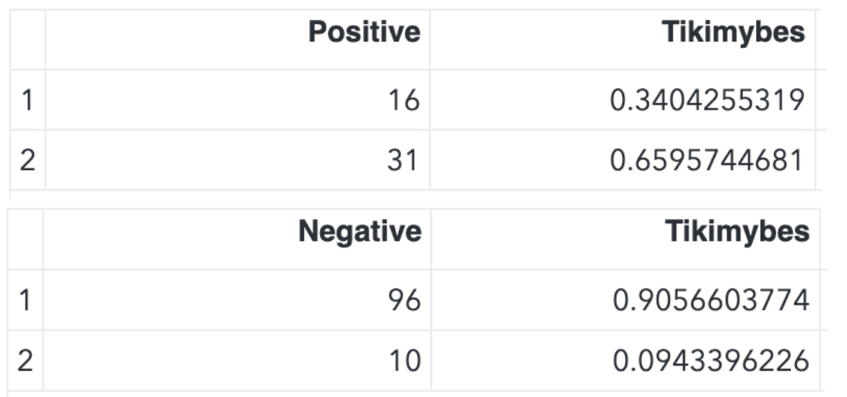 Positive Tikimybes
1 16 0.3404255319
2 31 0.6595744681
Negative Tikimybes
1 96 0.9056603774
2 10 0.0943396226